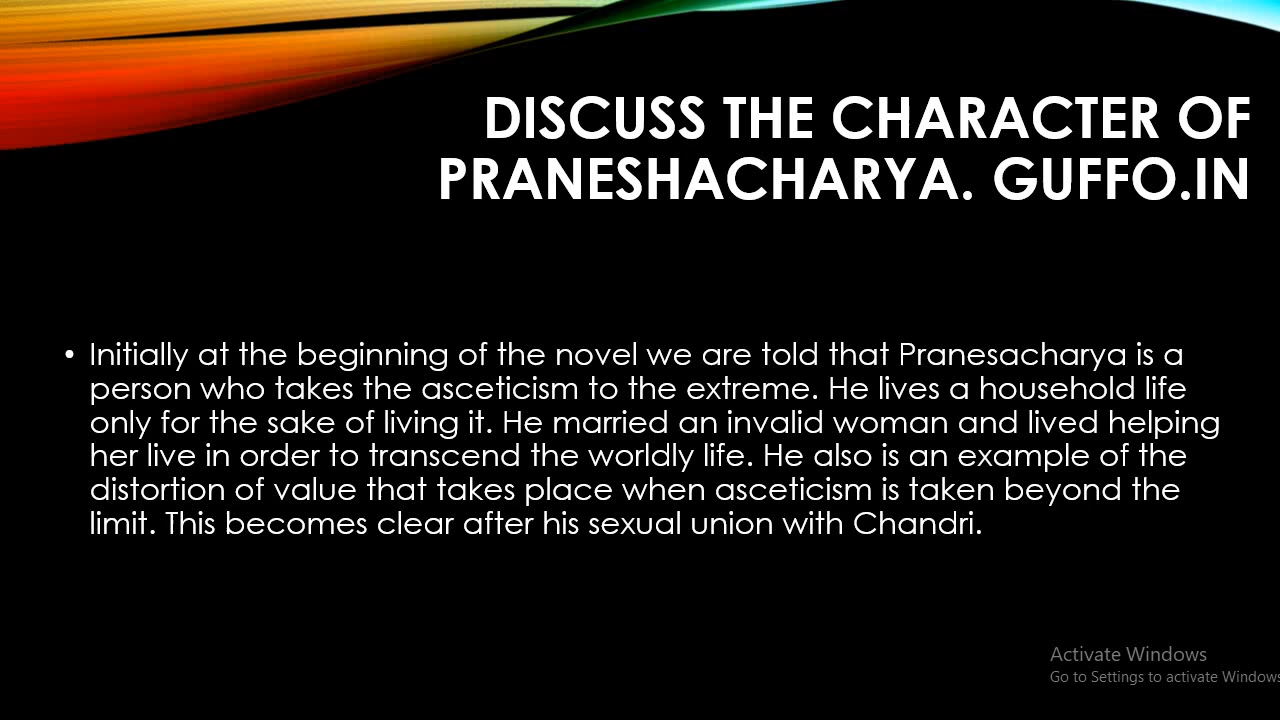 DISCUSS THE CHARACTER OF
PRANESHACHARYA. GUFFO.IN
• Initially at the beginning of the novel we are told that Pranesacharya is a
person who takes the asceticism to the extreme. He lives a household life
only for the sake of living it. He married an invalid woman and lived helping
her live in order to transcend the worldly life. He also is an example of the
distortion of value that takes place when asceticism is taken beyond the
limit. This becomes clear after his sexual union with Chandri.
Activate Windows
Go to Settings to activate Windows